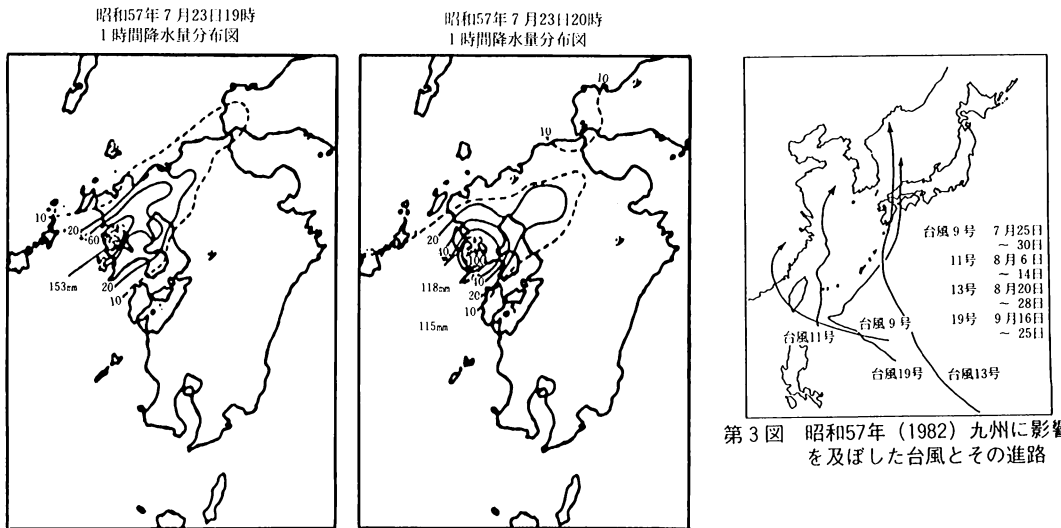 昭和57年7月23日19時
1時間降水量分布図
10
20
60
153mm
20
10
昭和57年7月23日20時
1時間降水量分布図
10
10
10
20
40
100
118mm
40
20
10
115mm
台風9号 7月25日
～30日
11号 8月6日
～14日
13号 8月20日
～28日
19号 9月16日
～25日
台風9号
台風11号
台風19号
台風13号
第3図 昭和57年(1982)九州に影響
を及ぼした台風とその進路